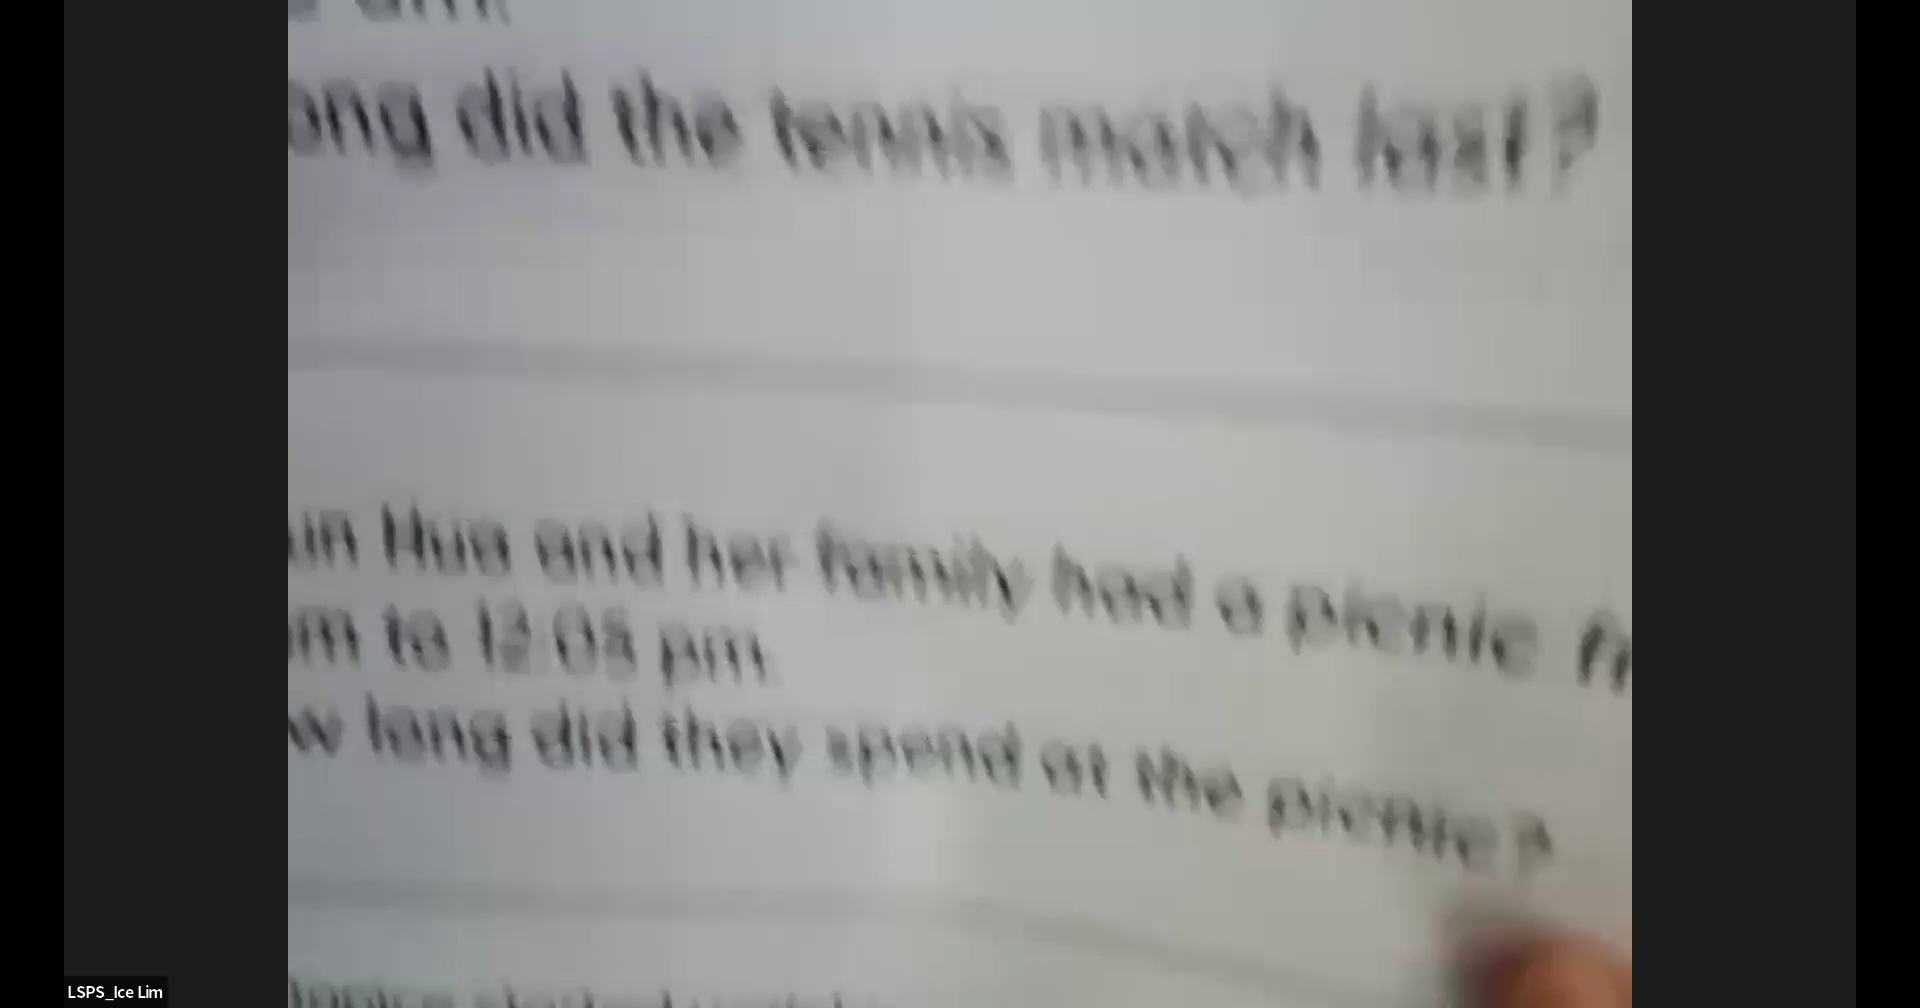 ong did the tennis match last?
in Hua and her family had a picnic fr
m to 12.05 pm
w long did they spend at the picnic?
LSPS_Ice Lim